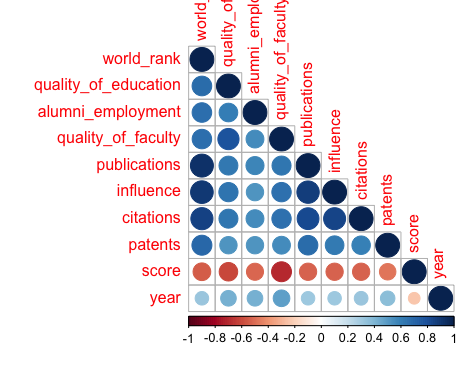 world_
quality_of
alumni_emplo
quality_of_faculty
publications
influence
citations
patents
score
year
world_rank
quality_of_education
alumni_employment
quality_of_faculty
publications
influence
citations
patents
score
year
-1 -0.8 -0.6 -0.4 -0.2 0 0.2 0.4 0.6 0.8 1